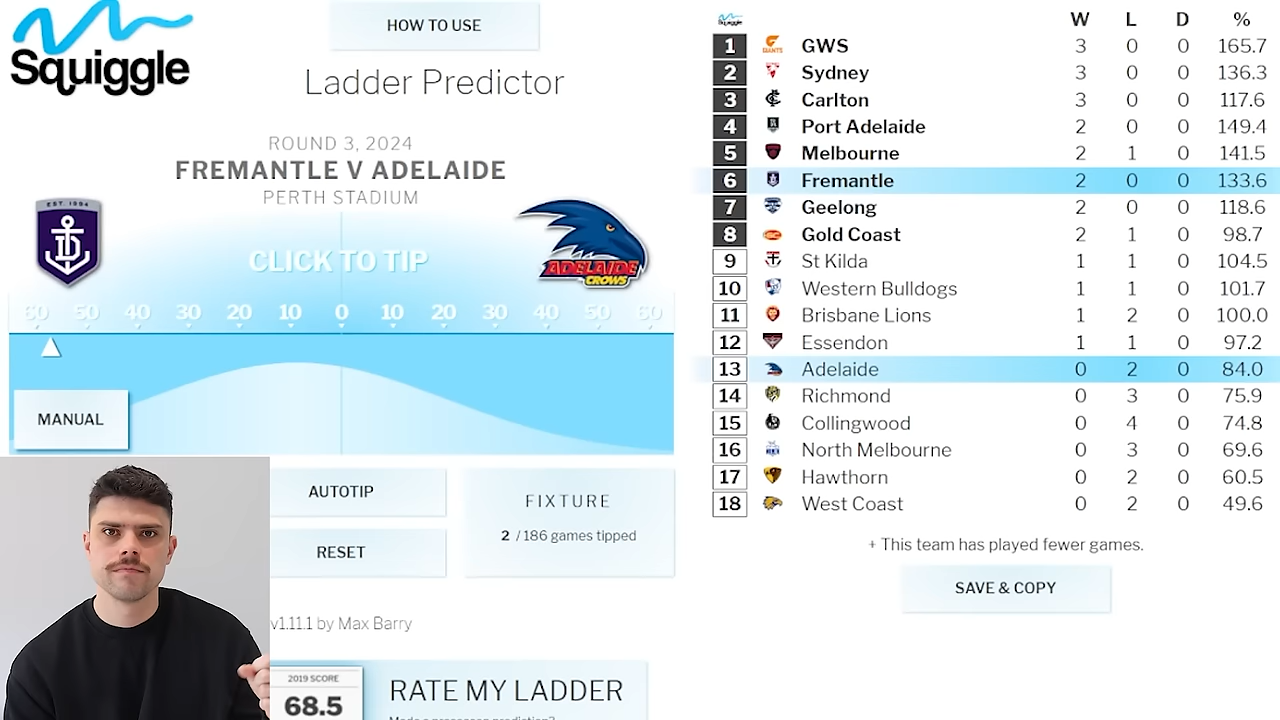 Squiggle
HOW TO USE
Ladder Predictor
ROUND 3, 2024
FREMANTLE V ADELAIDE
PERTH STADIUM
EST. 1994
CLICK TO TIP
ADELAIDE
CROWS
60 50 40 30 20 10 0 10 20 30 40 50 60
MANUAL
AUTOTIP
RESET
FIXTURE
2 / 186 games tipped
v1.11.1 by Max Barry
2019 SCORE
68.5
RATE MY LADDER
Squiggle W L D %
1 GWS 3 0 0 165.7
2 Sydney 3 0 0 136.3
3 Carlton 3 0 0 117.6
4 Port Adelaide 2 0 0 149.4
5 Melbourne 2 1 0 141.5
6 Fremantle 2 0 0 133.6
7 Geelong 2 0 0 118.6
8 Gold Coast 2 1 0 98.7
9 St Kilda 1 1 0 104.5
10 Western Bulldogs 1 1 0 101.7
11 Brisbane Lions 1 2 0 100.0
12 Essendon 1 1 0 97.2
13 Adelaide 0 2 0 84.0
14 Richmond 0 3 0 75.9
15 Collingwood 0 4 0 74.8
16 North Melbourne 0 3 0 69.6
17 Hawthorn 0 2 0 60.5
18 West Coast 0 2 0 49.6
+ This team has played fewer games.
SAVE & COPY